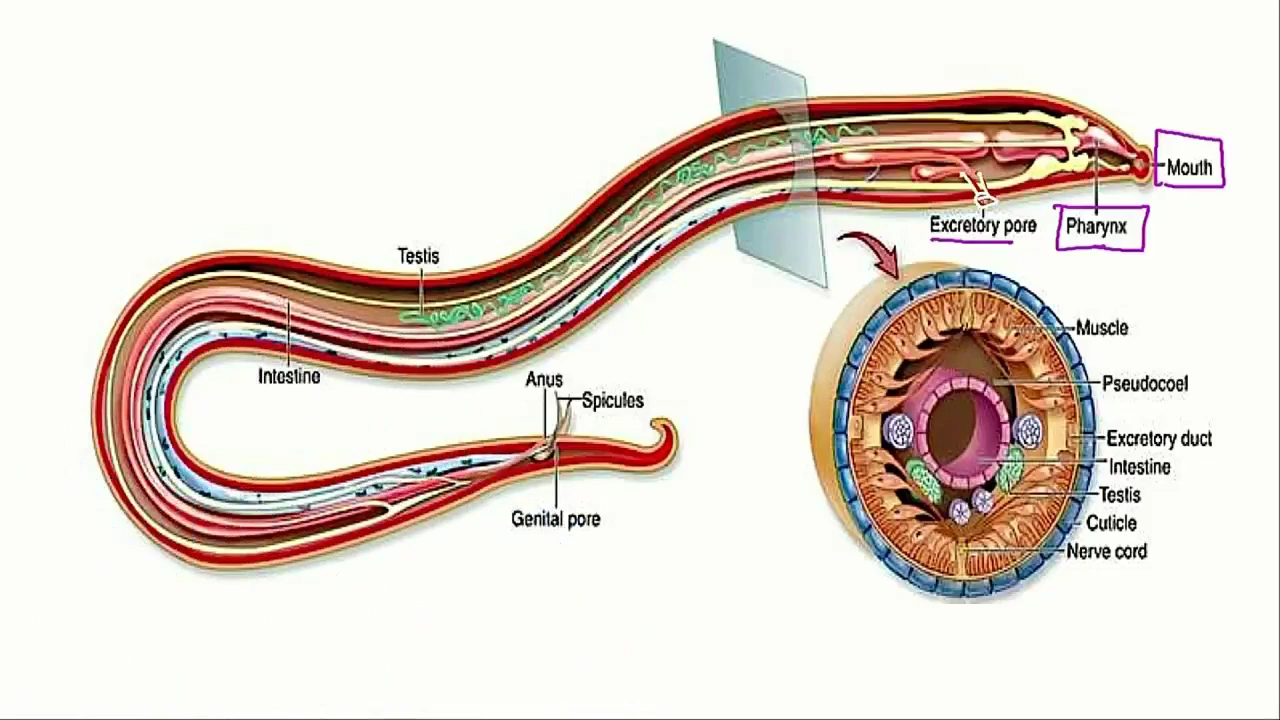 Mouth
Excretory pore
Pharynx
Testis
Intestine
Anus
Spicules
Genital pore
Muscle
Pseudocoel
Excretory duct
Intestine
Testis
Cuticle
Nerve cord